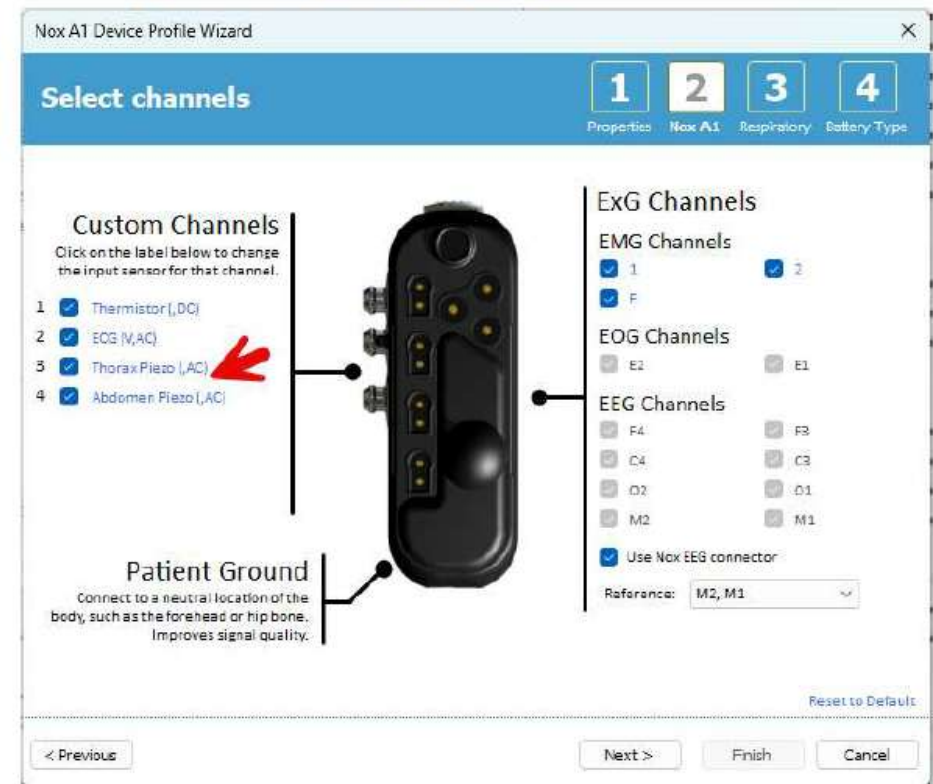 Nox A1 Device Profile Wizard
Select channels
1 2 3 4
Properties Nox A1 Respiratory Battery Type
Custom Channels
Click on the label below to change
the input sensor for that channel.
1 Thermistor (,DC)
2 ECG (V,AC)
3 Thorax Piezo (,AC)
4 Abdomen Piezo (,AC)
Patient Ground
Connect to a neutral location of the
body, such as the forehead or hip bone.
Improves signal quality.
ExG Channels
EMG Channels
1 2
F
EOG Channels
E2 E1
EEG Channels
F4 F3
C4 C3
O2 O1
M2 M1
Use Nox EEG connector
Reference: M2, M1
Reset to Default
< Previous Next > Finish Cancel